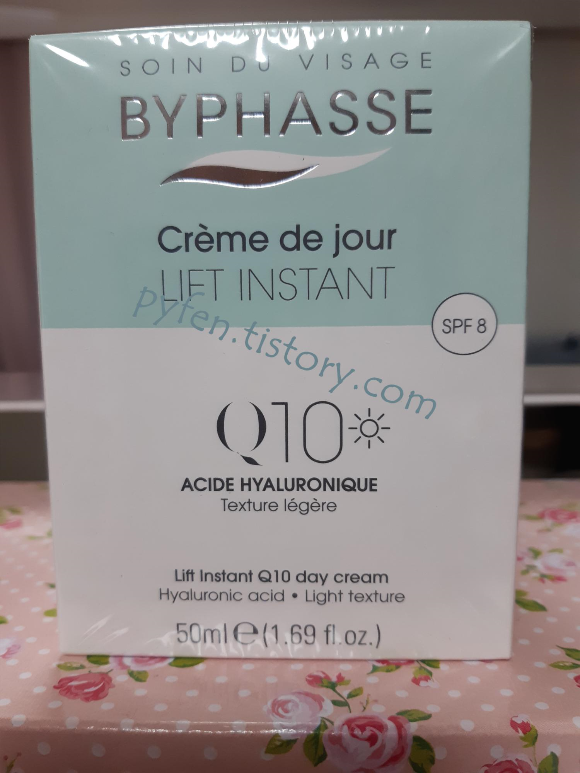 SOIN DU VISAGE
BYPHASSE
Crème de jour
LIFT INSTANT
pyfen.tistory.com
SPF 8
Q10
ACIDE HYALURONIQUE
Texture légère
Lift Instant Q10 day cream
Hyaluronic acid • Light texture
50ml ℮ (1.69 fl.oz.)